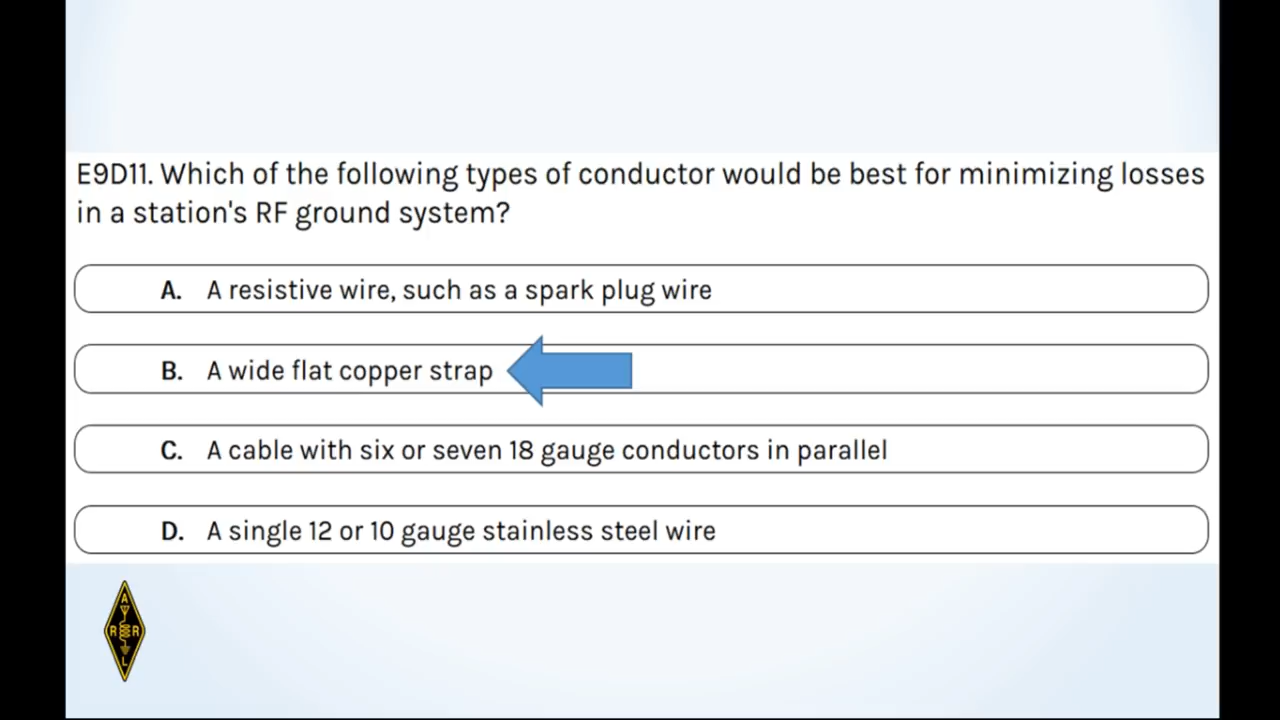 E9D11. Which of the following types of conductor would be best for minimizing losses
in a station's RF ground system?
A. A resistive wire, such as a spark plug wire
B. A wide flat copper strap
C. A cable with six or seven 18 gauge conductors in parallel
D. A single 12 or 10 gauge stainless steel wire
A
R R
L